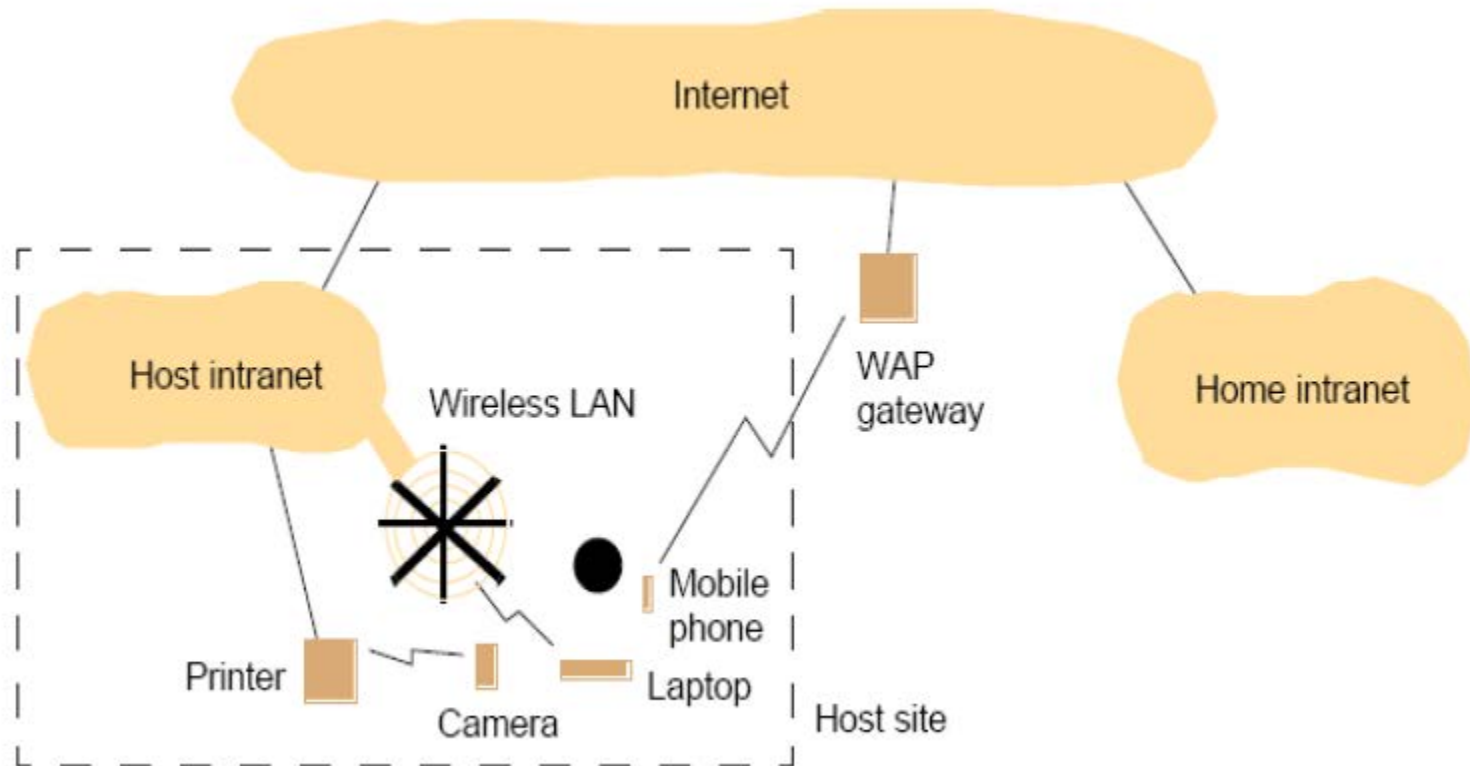 Internet
Host intranet
Wireless LAN
WAP
gateway
Home intranet
Mobile
phone
Printer
Camera
Laptop
Host site